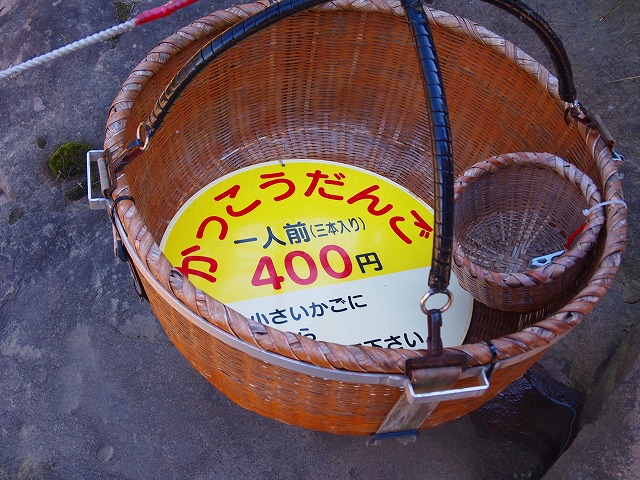 かっこうだんご
一人前(三本入り)
400円
小さいかごに
下さい